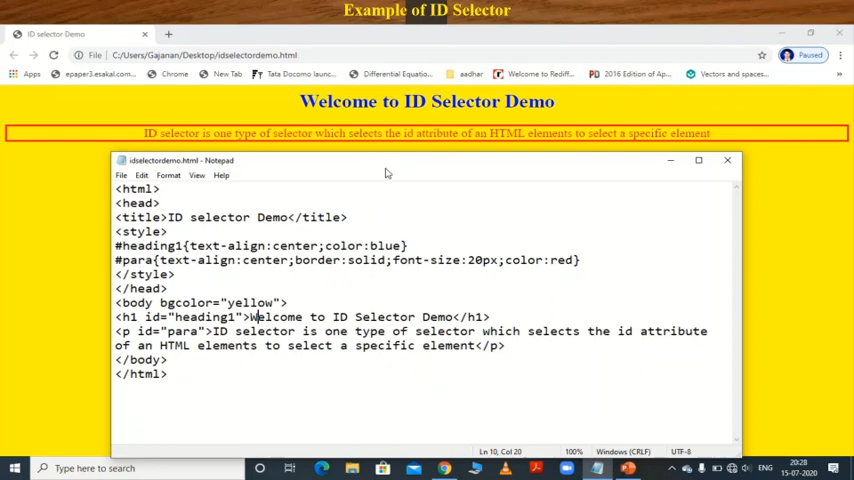 Example of ID Selector
ID selector Demo
File | C:/Users/Gajanan/Desktop/idselectordemo.html
Paused
Apps epaper3.esakal.com... Chrome New Tab Tata Docomo launc... Differential Equatio... aadhar Welcome to Rediff... PD 2016 Edition of Ap... Vectors and spaces...
Welcome to ID Selector Demo
ID selector is one type of selector which selects the id attribute of an HTML elements to select a specific element
idselectordemo.html - Notepad
File Edit Format View Help
<html>
<head>
<title>ID selector Demo</title>
<style>
#heading1{text-align:center;color:blue}
#para{text-align:center;border:solid;font-size:20px;color:red}
</style>
</head>
<body bgcolor="yellow">
<h1 id="heading1">Welcome to ID Selector Demo</h1>
<p id="para">ID selector is one type of selector which selects the id attribute
of an HTML elements to select a specific element</p>
</body>
</html>
Ln 10, Col 20 100% Windows (CRLF) UTF-8
Type here to search
ENG
20:28
15-07-2020